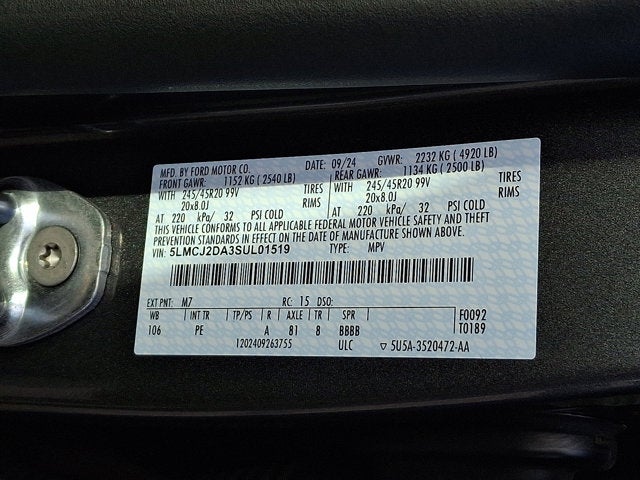 MFD. BY FORD MOTOR CO. DATE: 09/24 GVWR: 2232 KG ( 4920 LB)
FRONT GAWR: 1152 KG ( 2540 LB) REAR GAWR: 1134 KG ( 2500 LB)
WITH 245/45R20 99V TIRES WITH 245/45R20 99V TIRES
20x8.0J RIMS 20x8.0J RIMS
AT 220 kPa/ 32 PSI COLD AT 220 kPa/ 32 PSI COLD
THIS VEHICLE CONFORMS TO ALL APPLICABLE FEDERAL MOTOR VEHICLE SAFETY AND THEFT
PREVENTION STANDARDS IN EFFECT ON THE DATE OF MANUFACTURE SHOWN ABOVE.
VIN: 5LMCJ2DA3SUL01519 TYPE: MPV
EXT PNT: M7 RC: 15 DSO:
WB INT TR TP/PS R AXLE TR SPR F0092
106 PE A 81 8 BBBB T0189
1202409263755 ULC ▽ 5U5A-3520472-AA